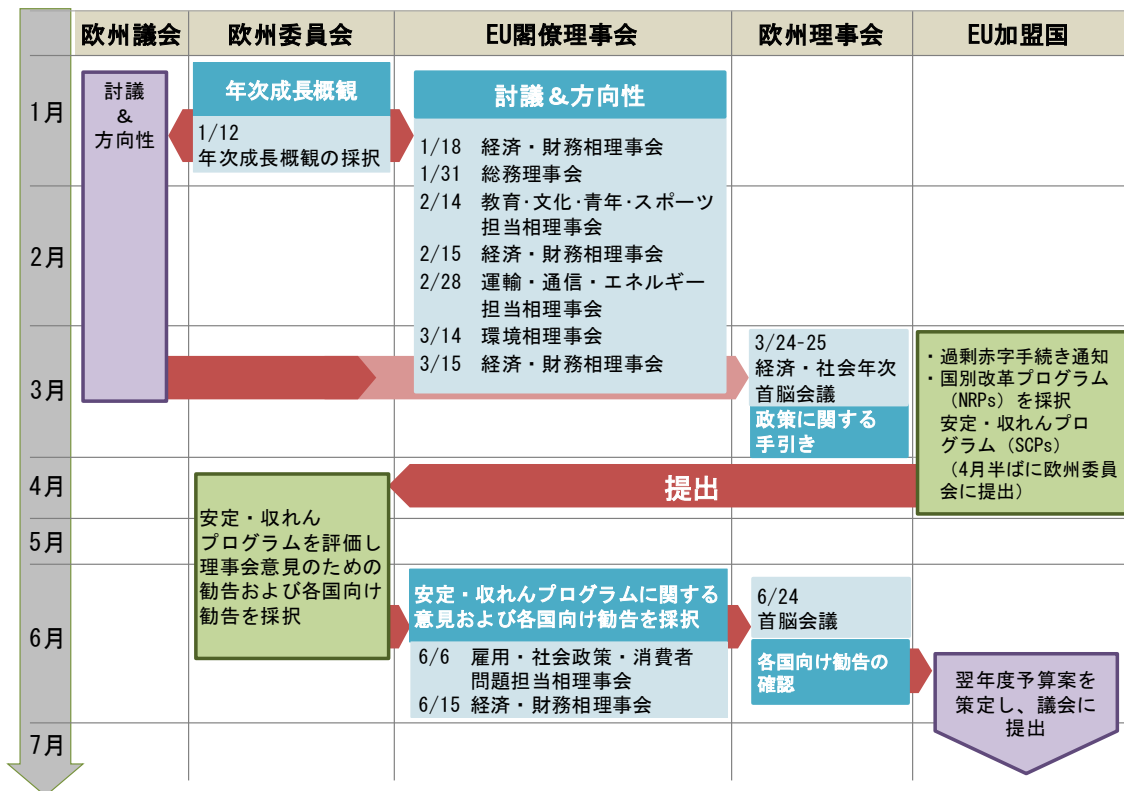 欧州議会
欧州委員会
EU閣僚理事会
欧州理事会
EU加盟国
1月
2月
3月
4月
5月
6月
7月
討議
&
方向性
年次成長概観
1/12
年次成長概観の採択
討議&方向性
1/18 経済・財務相理事会
1/31 総務理事会
2/14 教育・文化・青年・スポーツ
担当相理事会
2/15 経済・財務相理事会
2/28 運輸・通信・エネルギー
担当相理事会
3/14 環境相理事会
3/15 経済・財務相理事会
3/24-25
経済・社会年次
首脳会議
政策に関する
手引き
・過剰赤字手続き通知
・国別改革プログラム
(NRPs)を採択
安定・収れんプロ
グラム(SCPs)
(4月半ばに欧州委員
会に提出)
提出
安定・収れん
プログラムを評価し
理事会意見のための
勧告および各国向け
勧告を採択
安定・収れんプログラムに関する
意見および各国向け勧告を採択
6/6 雇用・社会政策・消費者
問題担当相理事会
6/15 経済・財務相理事会
6/24
首脳会議
各国向け勧告の
確認
翌年度予算案を
策定し、議会に
提出